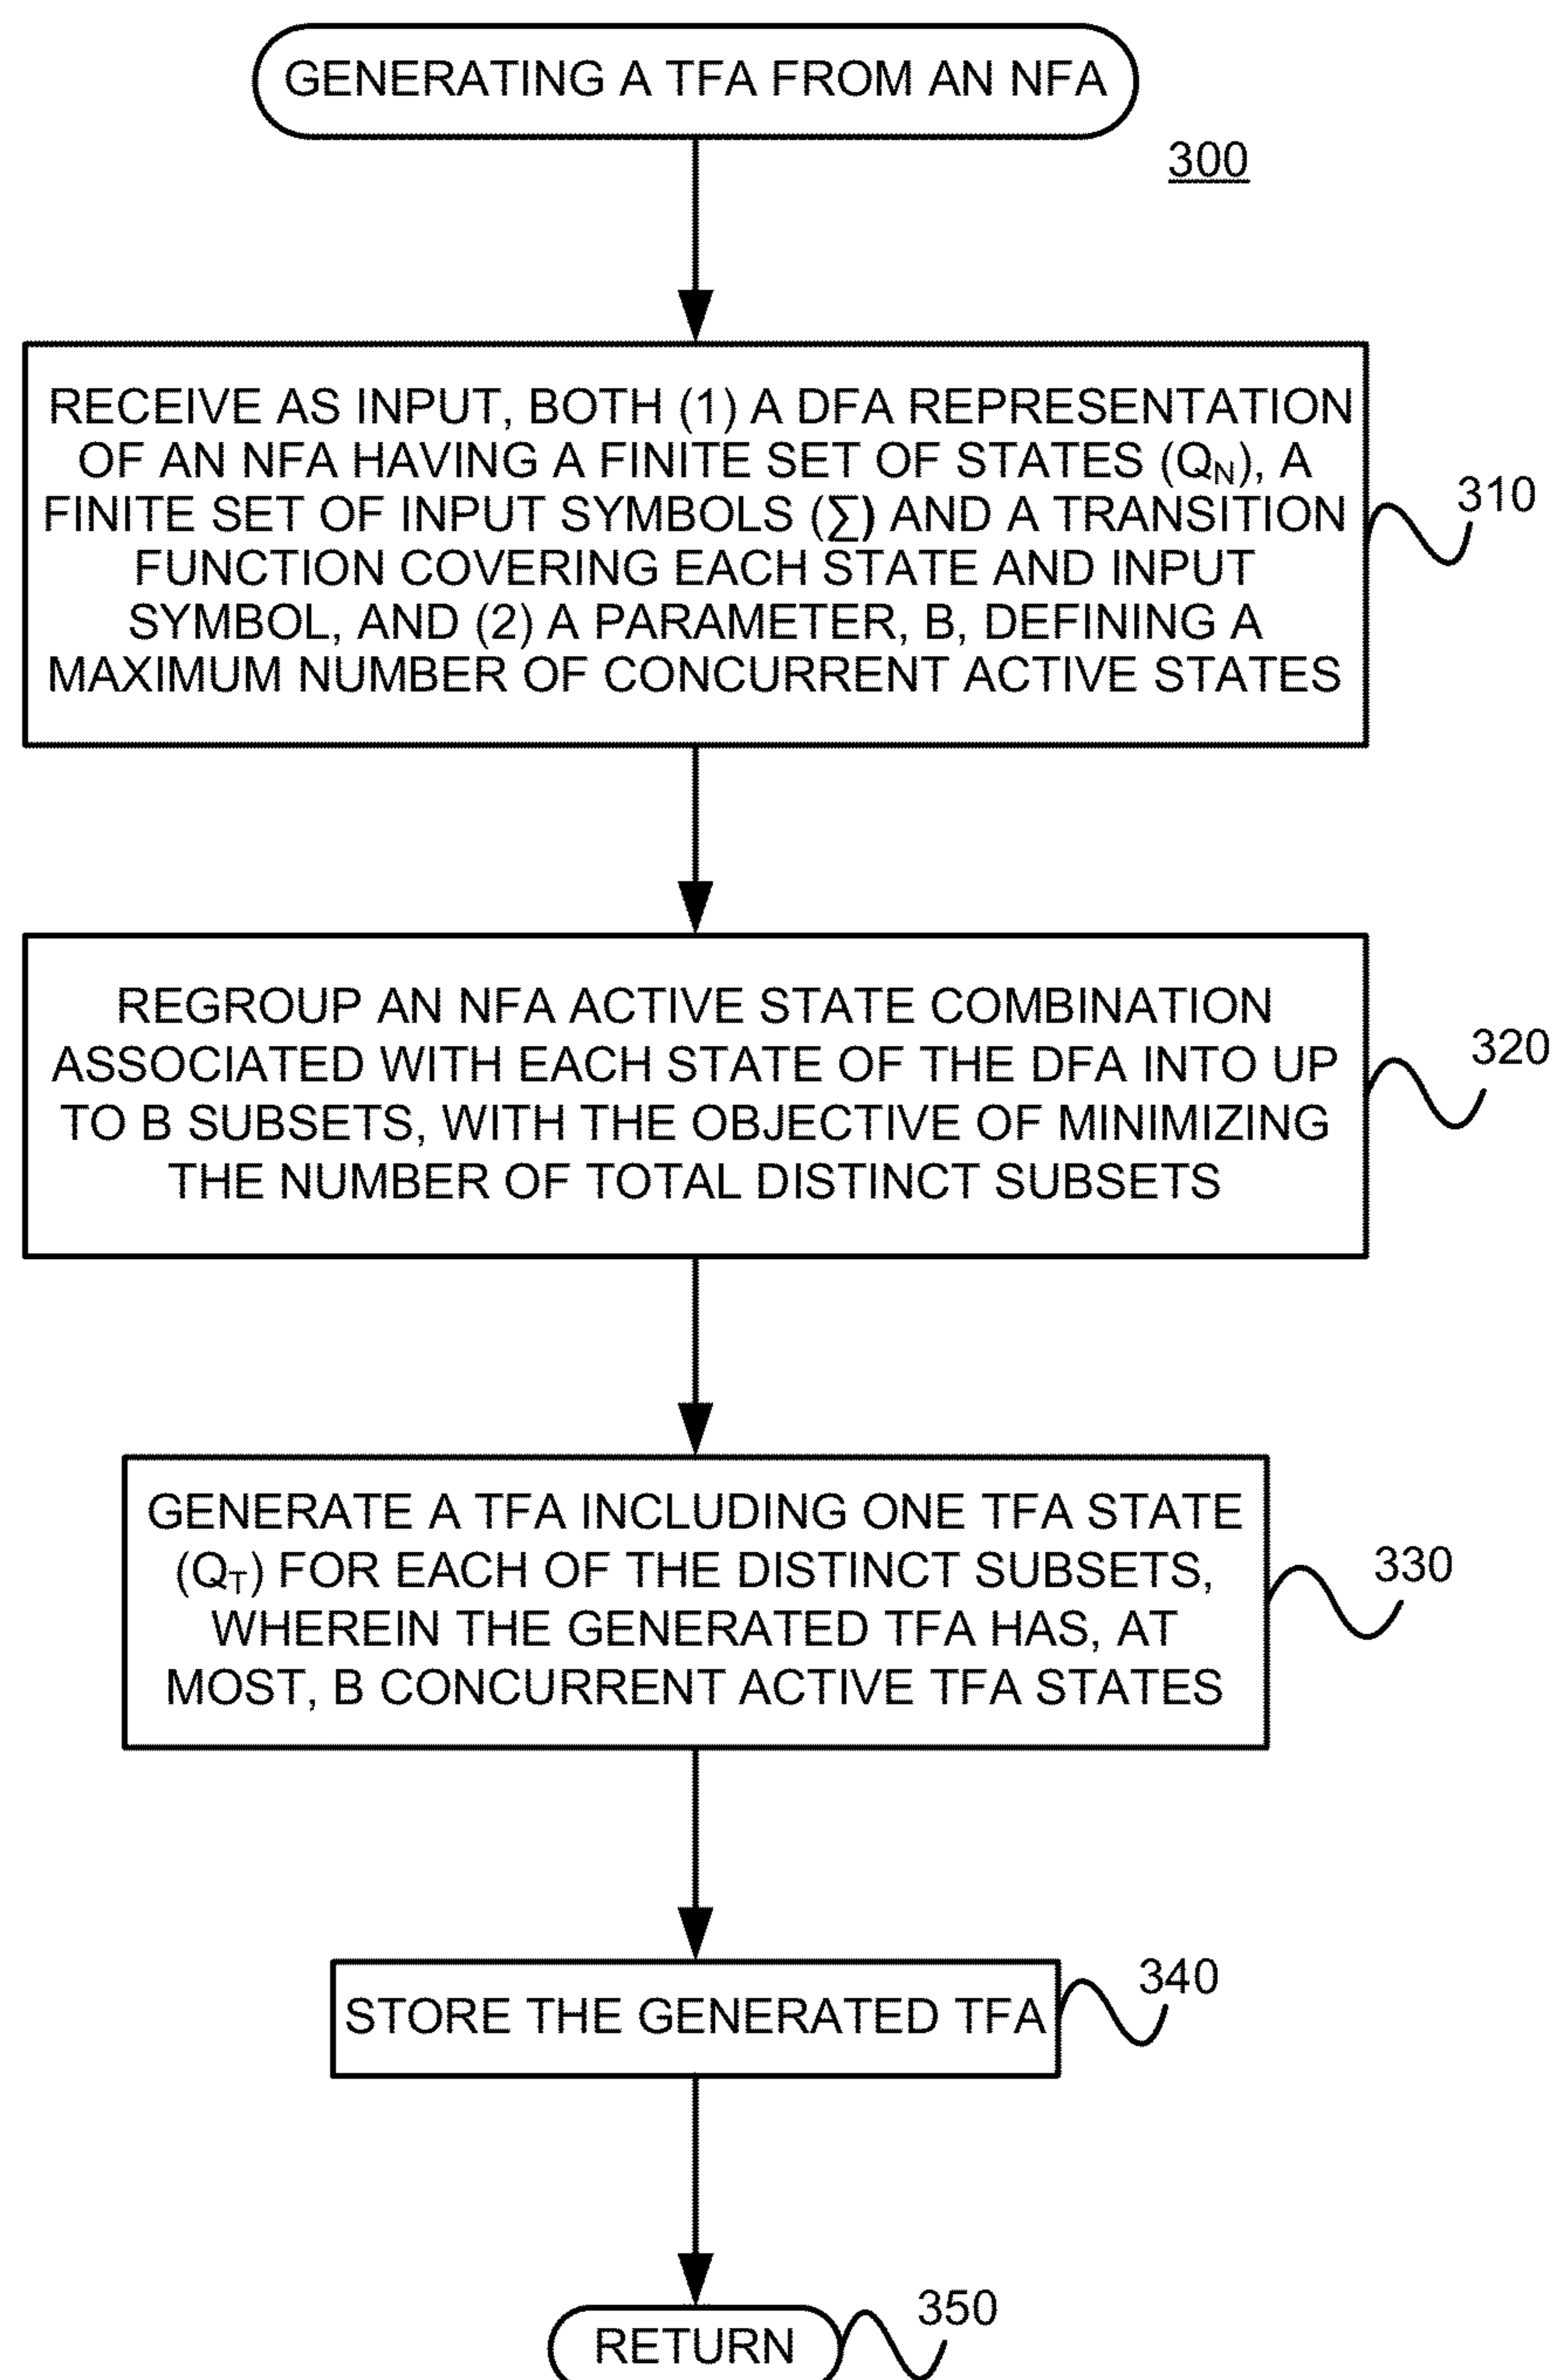 GENERATING A TFA FROM AN NFA
300
RECEIVE AS INPUT, BOTH (1) A DFA REPRESENTATION
OF AN NFA HAVING A FINITE SET OF STATES (QN), A
FINITE SET OF INPUT SYMBOLS (∑) AND A TRANSITION
FUNCTION COVERING EACH STATE AND INPUT
SYMBOL, AND (2) A PARAMETER, B, DEFINING A
MAXIMUM NUMBER OF CONCURRENT ACTIVE STATES
310
REGROUP AN NFA ACTIVE STATE COMBINATION
ASSOCIATED WITH EACH STATE OF THE DFA INTO UP
TO B SUBSETS, WITH THE OBJECTIVE OF MINIMIZING
THE NUMBER OF TOTAL DISTINCT SUBSETS
320
GENERATE A TFA INCLUDING ONE TFA STATE
(QT) FOR EACH OF THE DISTINCT SUBSETS,
WHEREIN THE GENERATED TFA HAS, AT
MOST, B CONCURRENT ACTIVE TFA STATES
330
STORE THE GENERATED TFA
340
RETURN
350